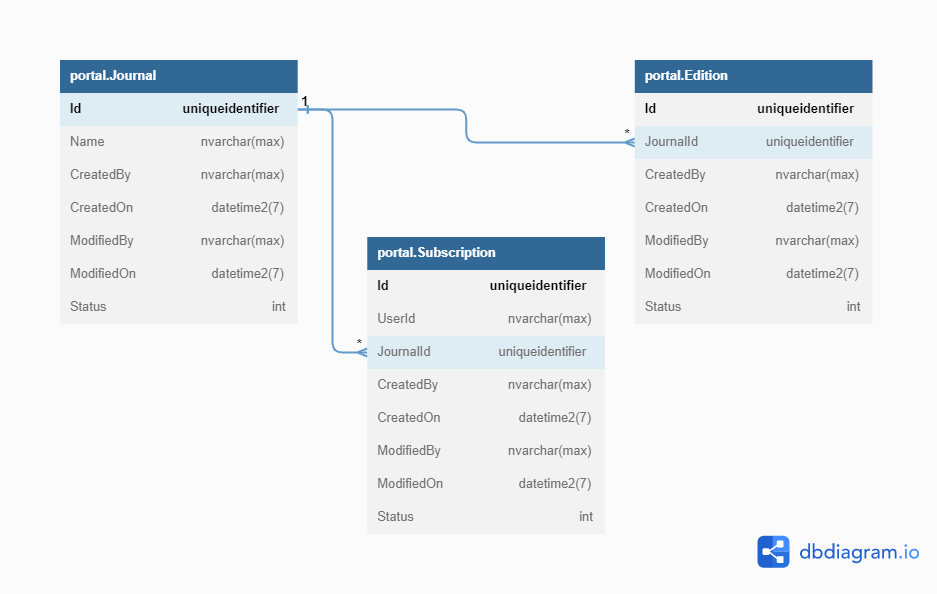 portal.Journal
Id uniqueidentifier
Name nvarchar(max)
CreatedBy nvarchar(max)
CreatedOn datetime2(7)
ModifiedBy nvarchar(max)
ModifiedOn datetime2(7)
Status int
1
*
portal.Edition
Id uniqueidentifier
JournalId uniqueidentifier
CreatedBy nvarchar(max)
CreatedOn datetime2(7)
ModifiedBy nvarchar(max)
ModifiedOn datetime2(7)
Status int
*
portal.Subscription
Id uniqueidentifier
UserId nvarchar(max)
JournalId uniqueidentifier
CreatedBy nvarchar(max)
CreatedOn datetime2(7)
ModifiedBy nvarchar(max)
ModifiedOn datetime2(7)
Status int
dbdiagram.io